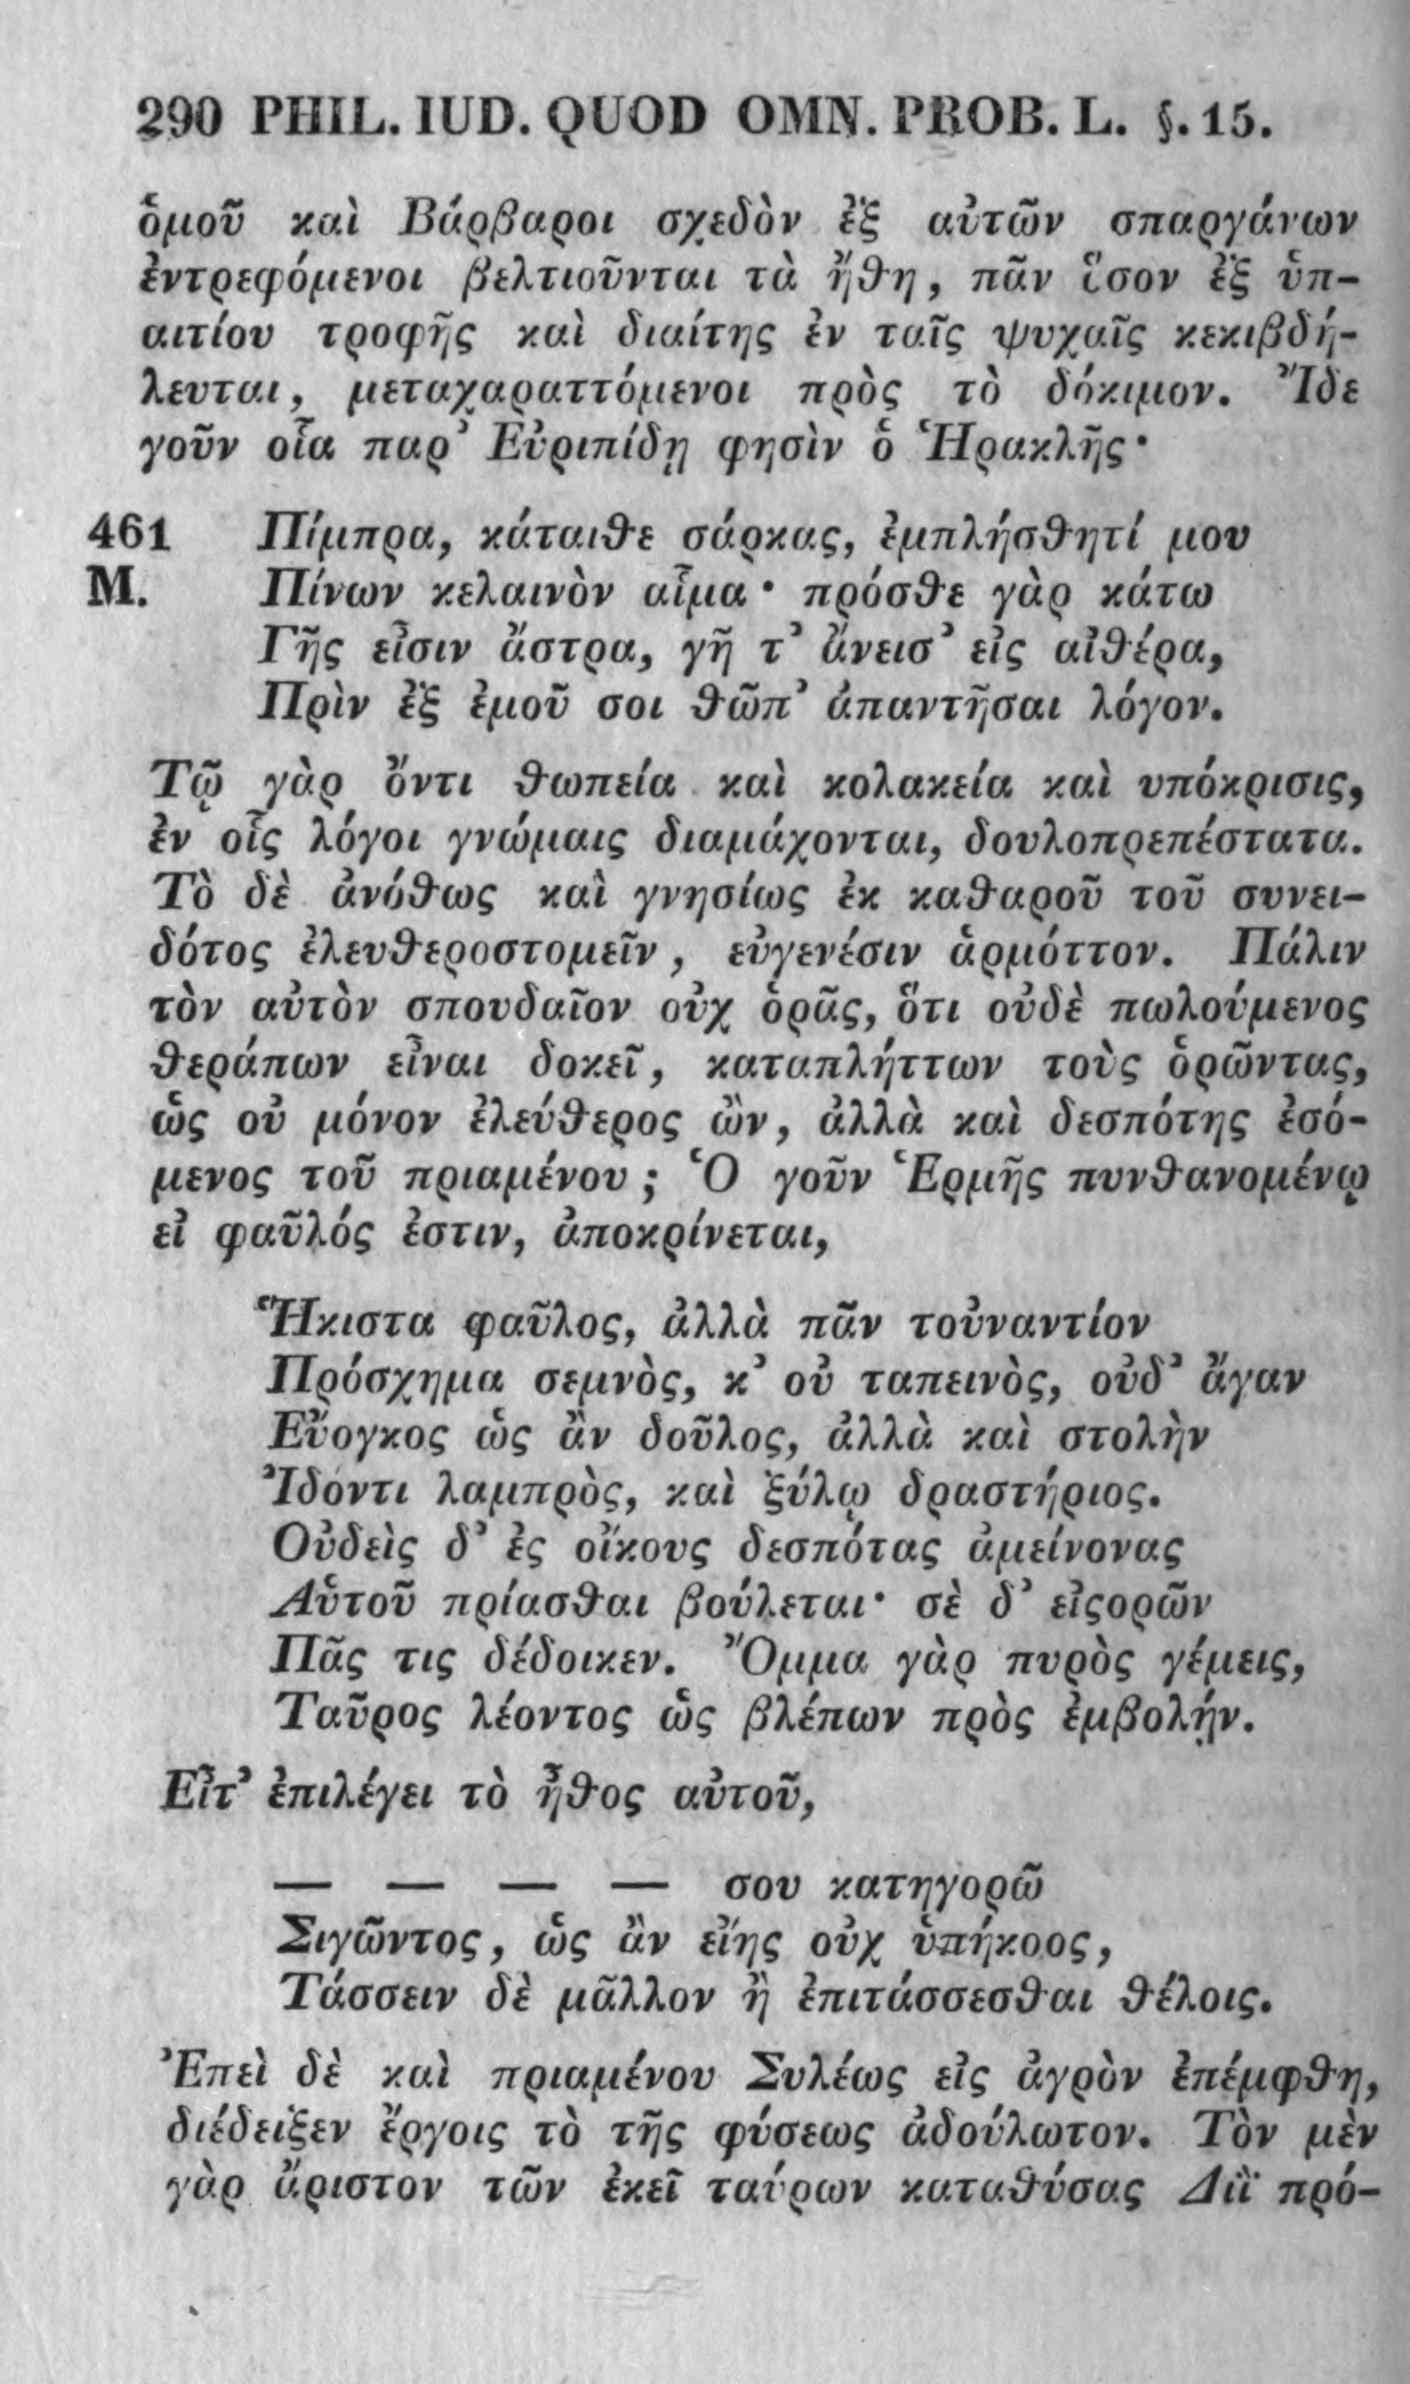 290 PHIL. IUD. QUOD OMN. PROB. L. §. 15.
ὁμοῦ καὶ Βάρβαροι σχεδὸν ἐξ αὐτῶν σπαργάνων
ἐντρεφόμενοι βελτιοῦνται τὰ ἤθη, πᾶν ὅσον ἐξ ὑπ-
αιτίου τροφῆς καὶ διαίτης ἐν ταῖς ψυχαῖς κεκιβδή-
λευται, μεταχαραττόμενοι πρὸς τὸ δόκιμον. Ἴδε
γοῦν οἷα παρ’ Εὐριπίδῃ φησὶν ὁ Ἡρακλῆς·
461 Πίμπρα, κάταιθε σάρκας, ἐμπλήσθητί μου
M. Πίνων κελαινὸν αἷμα· πρόσθε γὰρ κάτω
Γῆς εἶσιν ἄστρα, γῆ τ’ ἄνεισ’ εἰς αἰθέρα,
Πρὶν ἐξ ἐμοῦ σοι θῶπ’ ἀπαντῆσαι λόγον.
Τῷ γὰρ ὄντι θωπεία καὶ κολακεία καὶ υπόκρισις,
ἐν οἷς λόγοι γνώμαις διαμάχονται, δουλοπρεπέστατα.
Τὸ δὲ ἀνόθως καὶ γνησίως ἐκ καθαροῦ τοῦ συνει-
δότος ἐλευθεροστομεῖν, εὐγενέσιν ἁρμόττον. Πάλιν
τὸν αὐτὸν σπουδαῖον οὐχ ὁρᾷς, ὅτι οὐδὲ πωλούμενος
θεράπων εἶναι δοκεῖ, καταπλήττων τοὺς ὁρῶντας,
ὡς οὐ μόνον ἐλεύθερος ὢν, ἀλλὰ καὶ δεσπότης ἐσό-
μενος τοῦ πριαμένου; Ὁ γοῦν Ἑρμῆς πυνθανομένῳ
εἰ φαῦλός ἐστιν, ἀποκρίνεται,
Ἥκιστα φαῦλος, ἀλλὰ πᾶν τοὐναντίον
Πρόσχημα σεμνὸς, κ’ οὐ ταπεινὸς, οὐδ’ ἄγαν
Εὔογκος ὡς ἂν δοῦλος, ἀλλὰ καὶ στολὴν
Ἰδόντι λαμπρὸς, καὶ ξύλῳ δραστήριος.
Οὐδεὶς δ’ ἐς οἴκους δεσπότας ἀμείνονας
Αὑτοῦ πρίασθαι βούλεται· σὲ δ’ εἰςορῶν
Πᾶς τις δέδοικεν. Ὄμμα γὰρ πυρὸς γέμεις,
Ταῦρος λέοντος ὡς βλέπων πρὸς ἐμβολήν.
Εἶτ’ ἐπιλέγει τὸ ἦθος αὐτοῦ,
— — — — σου κατηγορῶ
Σιγῶντος, ὡς ἂν εἴης οὐχ ὑπήκοος,
Τάσσειν δὲ μᾶλλον ἢ ἐπιτάσσεσθαι θέλοις.
Ἐπεὶ δὲ καὶ πριαμένου Συλέως εἰς ἀγρὸν ἐπέμφθη,
διέδειξεν ἔργοις τὸ τῆς φύσεως ἀδούλωτον. Τὸν μὲν
γὰρ ἄριστον τῶν ἐκεῖ ταύρων καταθύσας Διῒ πρό-